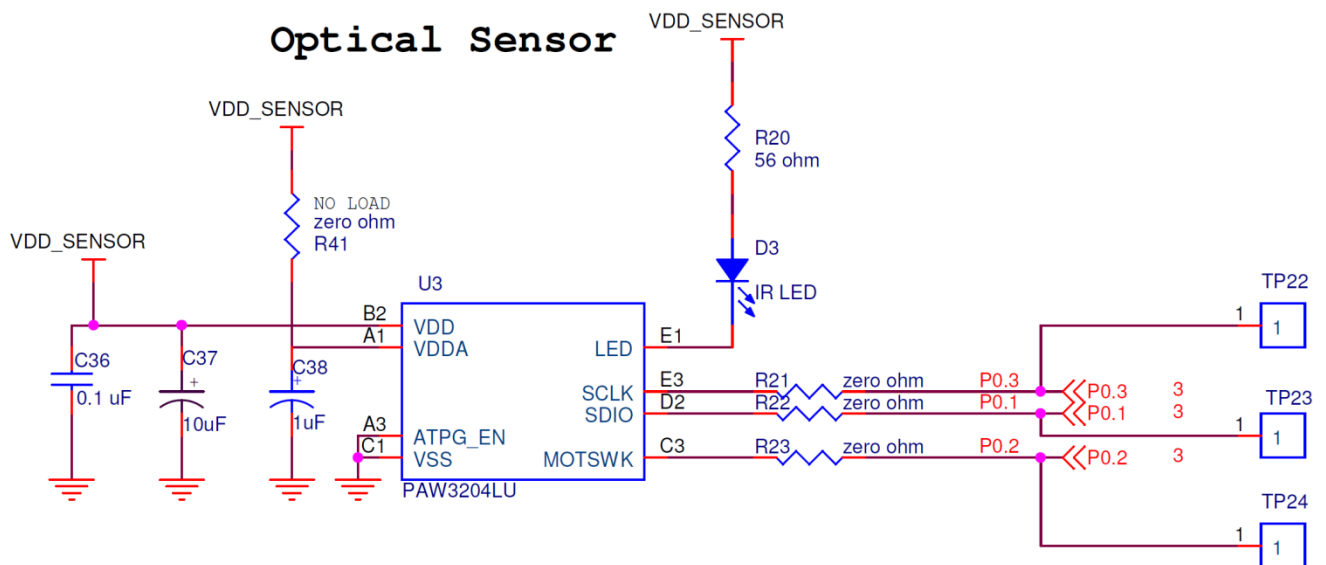 Optical Sensor
VDD_SENSOR
R20
56 ohm
VDD_SENSOR
NO LOAD
zero ohm
R41
VDD_SENSOR
D3
IR LED
U3
B2
VDD
A1
VDDA
LED
E1
C36
0.1 uF
C37
+
10uF
C38
+
1uF
SCLK
E3
R21
zero ohm
P0.3
P0.3
3
SDIO
D2
R22
zero ohm
P0.1
P0.1
3
A3
ATPG_EN
C1
VSS
MOTSWK
C3
R23
zero ohm
P0.2
P0.2
3
PAW3204LU
TP22
1
1
TP23
1
1
TP24
1
1